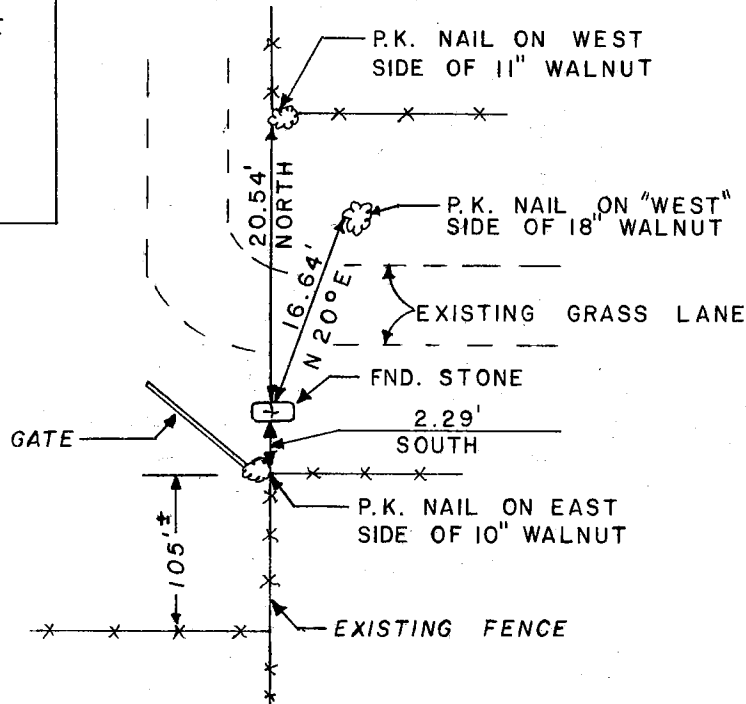 P.K. NAIL ON WEST
SIDE OF 11" WALNUT
20.54'
NORTH
P.K. NAIL ON "WEST"
SIDE OF 18" WALNUT
16.64'
N 20°E
EXISTING GRASS LANE
FND. STONE
2.29'
SOUTH
GATE
P.K. NAIL ON EAST
SIDE OF 10" WALNUT
105'±
EXISTING FENCE